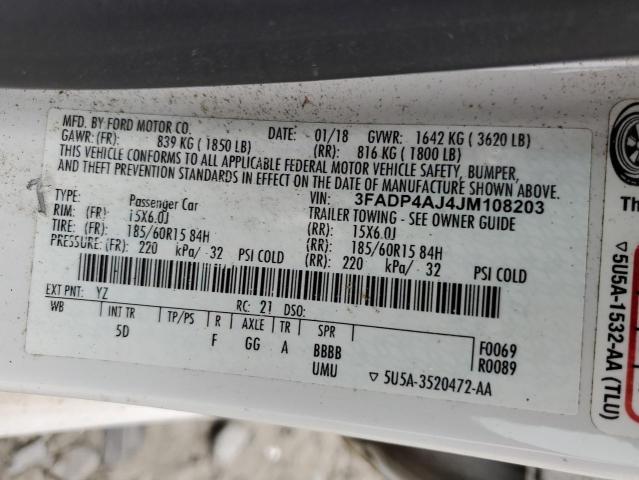 MFD. BY FORD MOTOR CO.
DATE: 01/18 GVWR: 1642 KG ( 3620 LB)
GAWR: (FR): 839 KG ( 1850 LB) (RR): 816 KG ( 1800 LB)
THIS VEHICLE CONFORMS TO ALL APPLICABLE FEDERAL MOTOR VEHICLE SAFETY, BUMPER,
AND THEFT PREVENTION STANDARDS IN EFFECT ON THE DATE OF MANUFACTURE SHOWN ABOVE.
VIN: 3FADP4AJ4JM108203
TYPE: Passenger Car TRAILER TOWING - SEE OWNER GUIDE
RIM: (FR) 15X6.0J (RR): 15X6.0J
TIRE: (FR) 185/60R15 84H (RR): 185/60R15 84H
PRESSURE: (FR) 220 kPa/ 32 PSI COLD (RR): 220 kPa/ 32 PSI COLD
EXT PNT: YZ RC: 21 DSO:
WB INT TR TP/PS R AXLE TR SPR
5D F GG A BBBB F0069
UMU R0089
▽ 5U5A-3520472-AA
Th
▽ 5U5A-1532-AA (TLU)